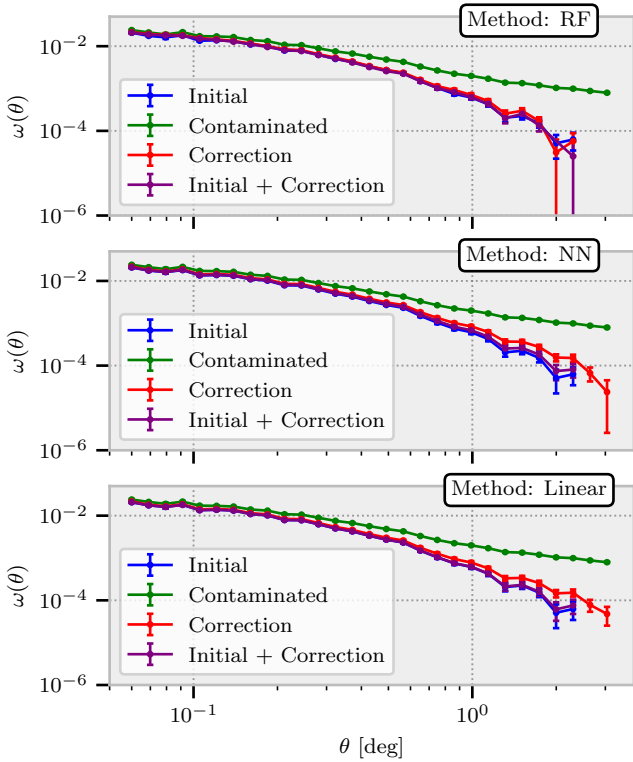 Method: RF
10⁻²
10⁻⁴
10⁻⁶
ω(θ)
Initial
Contaminated
Correction
Initial + Correction
Method: NN
10⁻²
10⁻⁴
10⁻⁶
ω(θ)
Initial
Contaminated
Correction
Initial + Correction
Method: Linear
10⁻²
10⁻⁴
10⁻⁶
ω(θ)
Initial
Contaminated
Correction
Initial + Correction
10⁻¹ 10⁰
θ [deg]